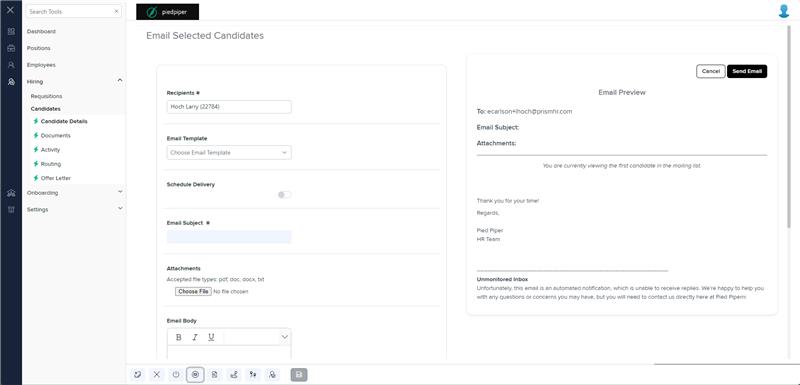 Search Tools
Dashboard
Positions
Employees
Hiring
Requisitions
Candidates
Candidate Details
Documents
Activity
Routing
Offer Letter
Onboarding
Settings
piedpiper
Email Selected Candidates
Recipients *
Hoch Larry (22784)
Email Template
Choose Email Template
Schedule Delivery
Email Subject *
Attachments
Accepted file types: pdf, doc, docx, txt
Choose File No file chosen
Email Body
B I U
Cancel Send Email
Email Preview
To: ecarlson+lhoch@prismhr.com
Email Subject:
Attachments:
You are currently viewing the first candidate in the mailing list.
Thank you for your time!
Regards,
Pied Piper
HR Team
Unmonitored Inbox
Unfortunately, this email is an automated notification, which is unable to receive replies. We're happy to help you
with any questions or concerns you may have, but you will need to contact us directly here at Pied Piper!